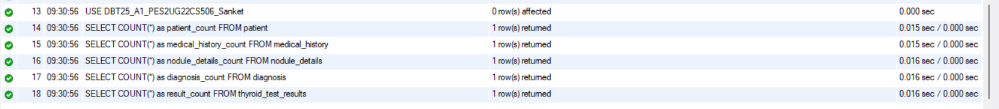 13 09:30:56 USE DBT25_A1_PES2UG22CS506_Sanket 0 row(s) affected 0.000 sec
14 09:30:56 SELECT COUNT(*) as patient_count FROM patient 1 row(s) returned 0.015 sec / 0.000 sec
15 09:30:56 SELECT COUNT(*) as medical_history_count FROM medical_history 1 row(s) returned 0.015 sec / 0.000 sec
16 09:30:56 SELECT COUNT(*) as nodule_details_count FROM nodule_details 1 row(s) returned 0.016 sec / 0.000 sec
17 09:30:56 SELECT COUNT(*) as diagnosis_count FROM diagnosis 1 row(s) returned 0.016 sec / 0.000 sec
18 09:30:56 SELECT COUNT(*) as result_count FROM thyroid_test_results 1 row(s) returned 0.016 sec / 0.000 sec